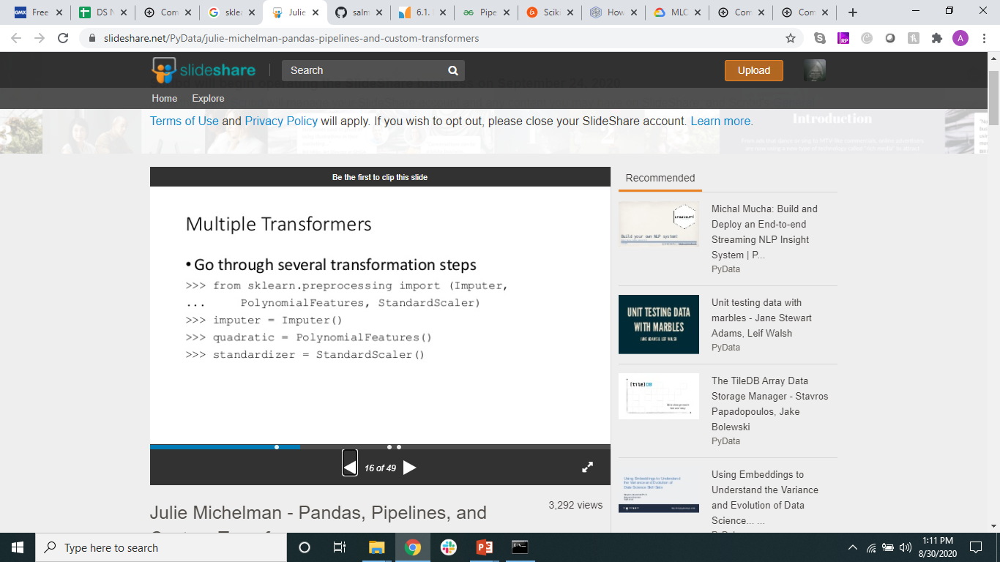 Free
DS N
Com
skle
Julie
salm
6.1.
Pipe
Sciki
How
MLC
Com
Com
slideshare.net/PyData/julie-michelman-pandas-pipelines-and-custom-transformers
slideshare
Search
Upload
Home
Explore
Terms of Use and Privacy Policy will apply. If you wish to opt out, please close your SlideShare account. Learn more.
Introduction
Be the first to clip this slide
Multiple Transformers
• Go through several transformation steps
>>> from sklearn.preprocessing import (Imputer,
... PolynomialFeatures, StandardScaler)
>>> imputer = Imputer()
>>> quadratic = PolynomialFeatures()
>>> standardizer = StandardScaler()
16 of 49
Julie Michelman - Pandas, Pipelines, and
3,292 views
Recommended
Build your own NLP system!
Michal Mucha: Build and
Deploy an End-to-end
Streaming NLP Insight
System | P...
PyData
UNIT TESTING DATA
WITH MARBLES
JANE ADAMS & LEIF WALSH
Unit testing data with
marbles - Jane Stewart
Adams, Leif Walsh
PyData
[tile]DB
The TileDB Array Data
Storage Manager - Stavros
Papadopoulos, Jake
Bolewski
PyData
Using Embeddings to Understand
the Variance and Evolution of
Data Science Skill Sets
Using Embeddings to
Understand the Variance
and Evolution of Data
Science... ...
Type here to search
1:11 PM
8/30/2020